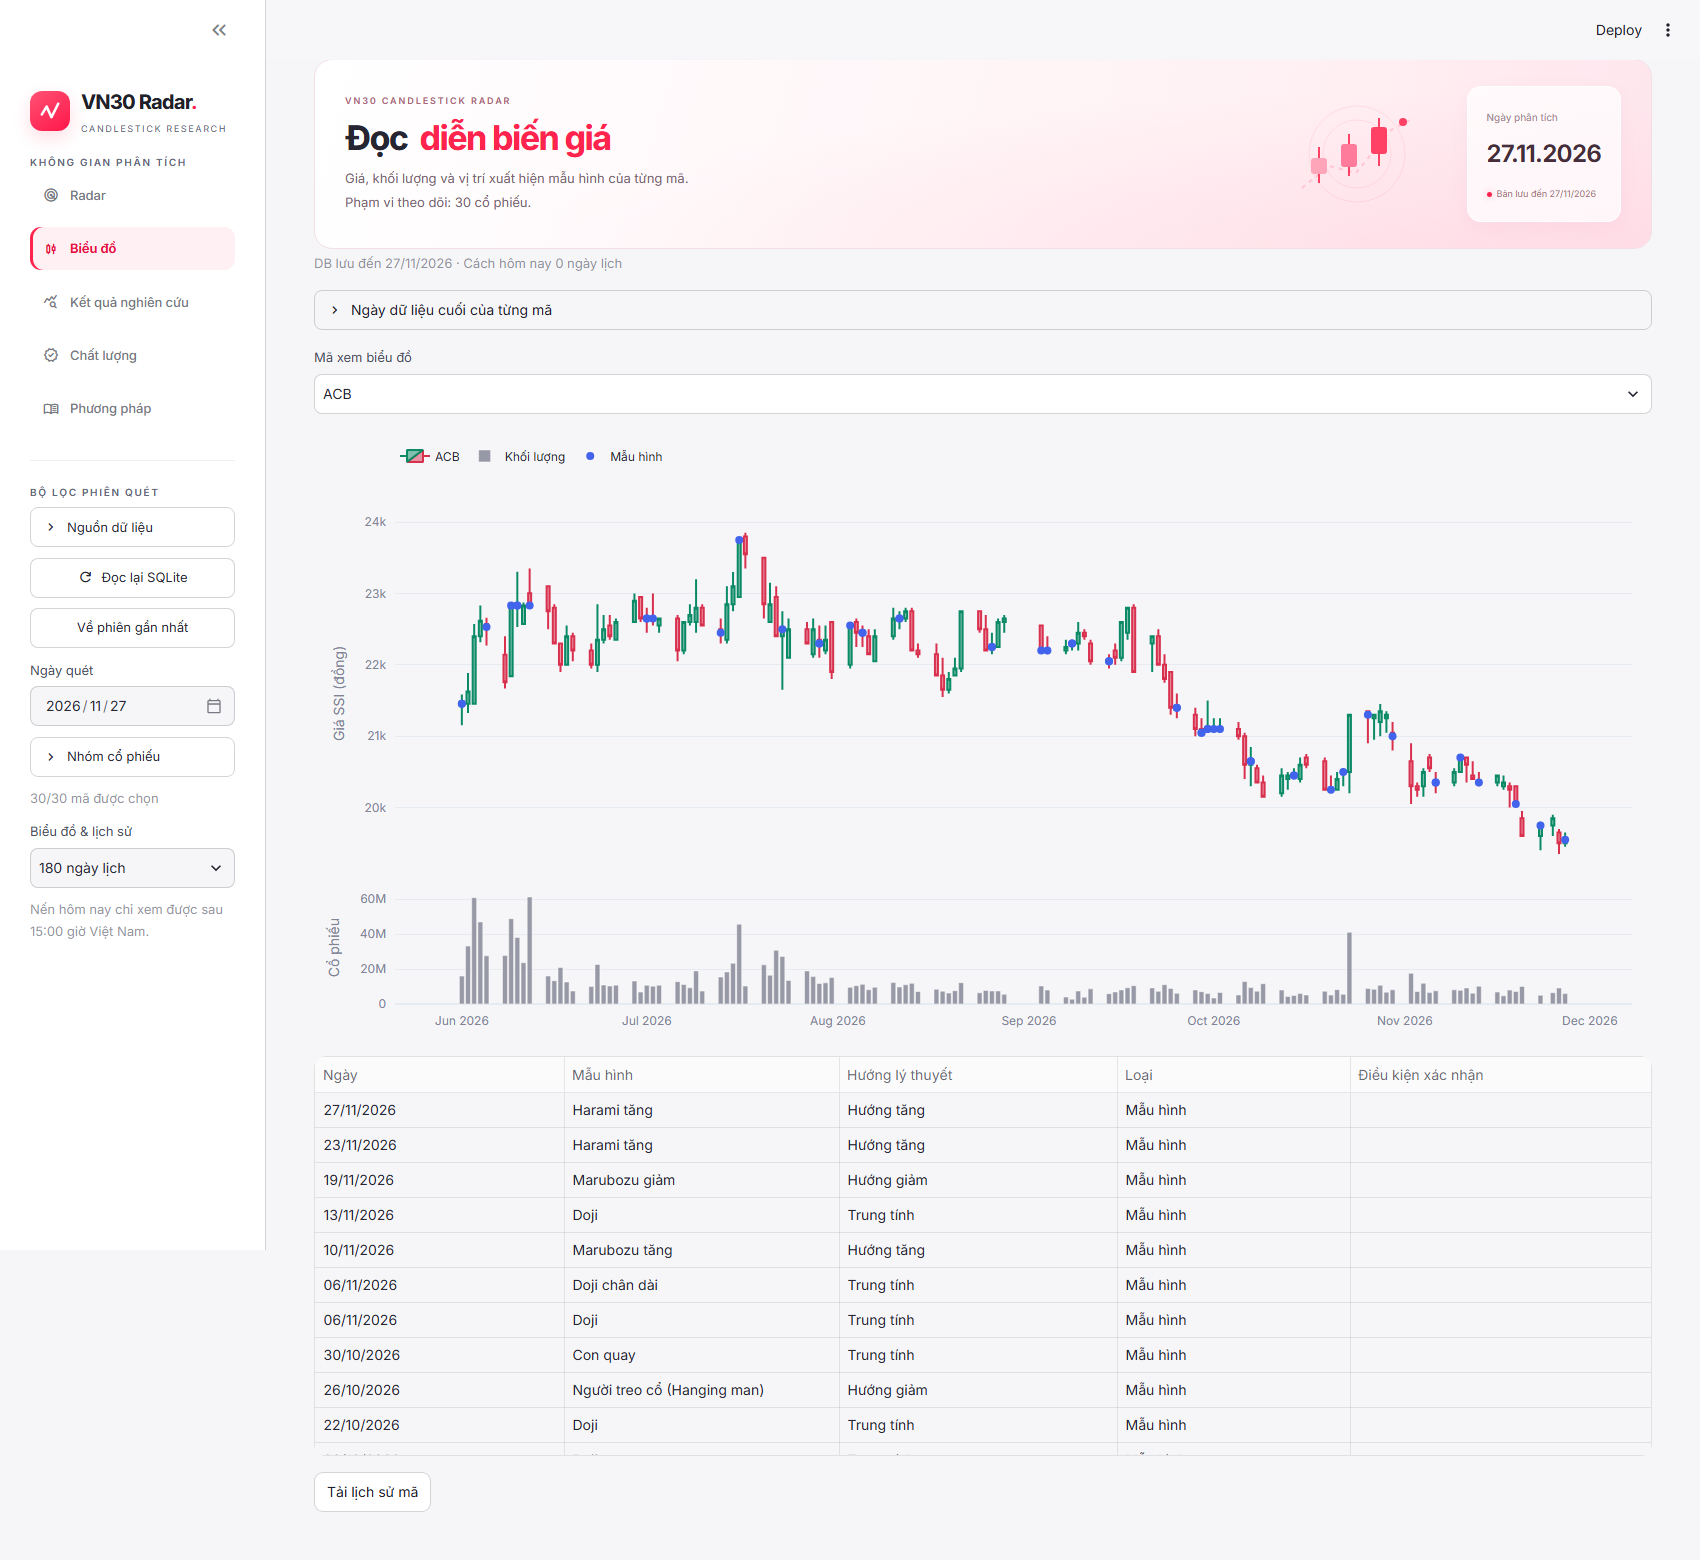 Deploy
VN30 Radar.
CANDLESTICK RESEARCH
KHÔNG GIAN PHÂN TÍCH
Radar
Biểu đồ
Kết quả nghiên cứu
Chất lượng
Phương pháp
BỘ LỌC PHIÊN QUÉT
Nguồn dữ liệu
Đọc lại SQLite
Về phiên gần nhất
Ngày quét
2026/11/27
Nhóm cổ phiếu
30/30 mã được chọn
Biểu đồ & lịch sử
180 ngày lịch
Nến hôm nay chỉ xem được sau
15:00 giờ Việt Nam.
VN30 CANDLESTICK RADAR
Đọc diễn biến giá
Giá, khối lượng và vị trí xuất hiện mẫu hình của từng mã.
Phạm vi theo dõi: 30 cổ phiếu.
Ngày phân tích
27.11.2026
Bản lưu đến 27/11/2026
DB lưu đến 27/11/2026 · Cách hôm nay 0 ngày lịch
Ngày dữ liệu cuối của từng mã
Mã xem biểu đồ
ACB
ACB Khối lượng Mẫu hình
Giá SSI (đồng)
24k
23k
22k
21k
20k
Cổ phiếu
60M
40M
20M
0
Jun 2026 Jul 2026 Aug 2026 Sep 2026 Oct 2026 Nov 2026 Dec 2026
Ngày Mẫu hình Hướng lý thuyết Loại Điều kiện xác nhận
27/11/2026 Harami tăng Hướng tăng Mẫu hình
23/11/2026 Harami tăng Hướng tăng Mẫu hình
19/11/2026 Marubozu giảm Hướng giảm Mẫu hình
13/11/2026 Doji Trung tính Mẫu hình
10/11/2026 Marubozu tăng Hướng tăng Mẫu hình
06/11/2026 Doji chân dài Trung tính Mẫu hình
06/11/2026 Doji Trung tính Mẫu hình
30/10/2026 Con quay Trung tính Mẫu hình
26/10/2026 Người treo cổ (Hanging man) Hướng giảm Mẫu hình
22/10/2026 Doji Trung tính Mẫu hình
Tải lịch sử mã